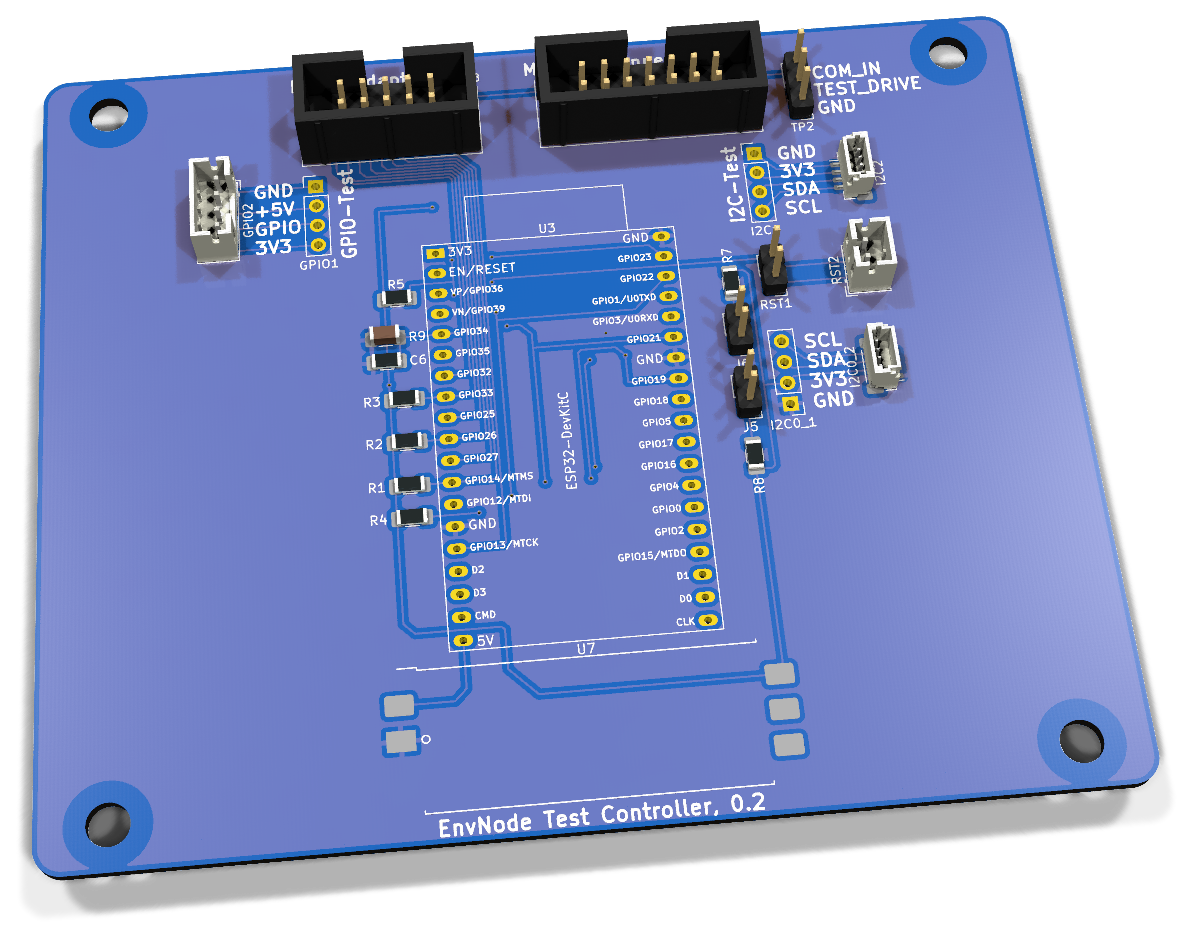 COM_IN
TEST_DRIVE
GND
TP2
I2C-Test
GND
3V3
SDA
SCL
I2C2
GPIO2
GND
+5V
GPIO
3V3
GPIO-Test
GPIO1
U3
3V3
EN/RESET
VP/GPIO36
VN/GPIO39
GPIO34
GPIO35
GPIO32
GPIO33
GPIO25
GPIO26
GPIO27
GPIO14/MTMS
GPIO12/MTDI
GND
GPIO13/MTCK
D2
D3
CMD
5V
GND
GPIO23
GPIO22
GPIO1/U0TXD
GPIO3/U0RXD
GPIO21
GND
GPIO19
GPIO18
GPIO5
GPIO17
GPIO16
GPIO4
GPIO0
GPIO2
GPIO15/MTDO
D1
D0
CLK
ESP32-DevKitC
R5
R9
C6
R3
R2
R1
R4
R7
RST1
RST2
SCL
SDA
3V3
GND
I2C0_1
I2C0_2
J5
R8
U7
EnvNode Test Controller, 0.2